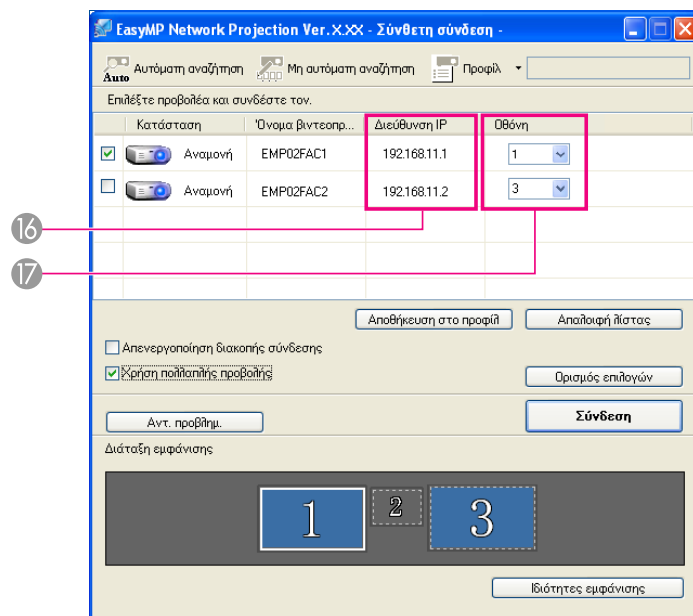 EasyMP Network Projection Ver.X.XX - Σύνθετη σύνδεση -
Auto Αυτόματη αναζήτηση Μη αυτόματη αναζήτηση Προφίλ
Επιλέξτε προβολέα και συνδέστε τον.
Κατάσταση Όνομα βιντεοπρ... Διεύθυνση IP Οθόνη
Αναμονή EMP02FAC1 192.168.11.1 1
Αναμονή EMP02FAC2 192.168.11.2 3
16
17
Αποθήκευση στο προφίλ Απαλοιφή λίστας
Απενεργοποίηση διακοπής σύνδεσης
Χρήση πολλαπλής προβολής Ορισμός επιλογών
Αντ. προβλημ. Σύνδεση
Διάταξη εμφάνισης
1 2 3
Ιδιότητες εμφάνισης